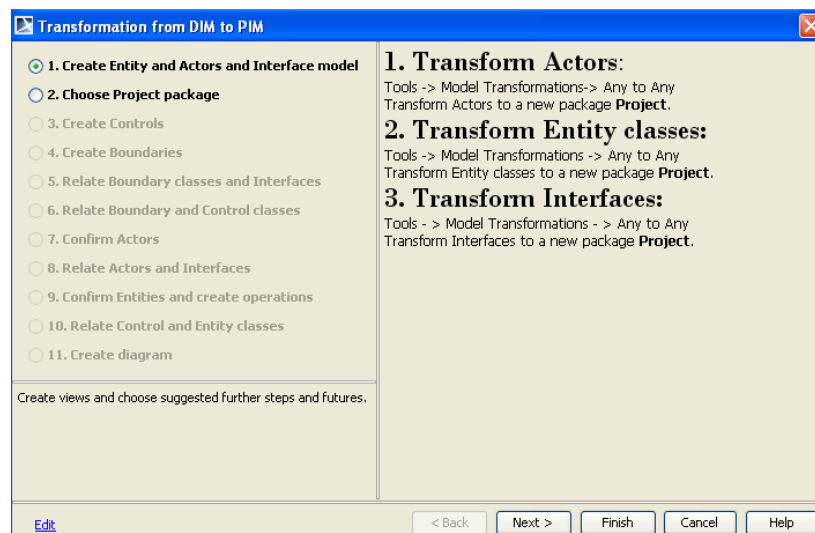 Transformation from DIM to PIM
1. Create Entity and Actors and Interface model
2. Choose Project package
3. Create Controls
4. Create Boundaries
5. Relate Boundary classes and Interfaces
6. Relate Boundary and Control classes
7. Confirm Actors
8. Relate Actors and Interfaces
9. Confirm Entities and create operations
10. Relate Control and Entity classes
11. Create diagram
Create views and choose suggested further steps and futures.
1. Transform Actors:
Tools -> Model Transformations-> Any to Any
Transform Actors to a new package Project.
2. Transform Entity classes:
Tools -> Model Transformations -> Any to Any
Transform Entity classes to a new package Project.
3. Transform Interfaces:
Tools - > Model Transformations - > Any to Any
Transform Interfaces to a new package Project.
Edit
< Back
Next >
Finish
Cancel
Help